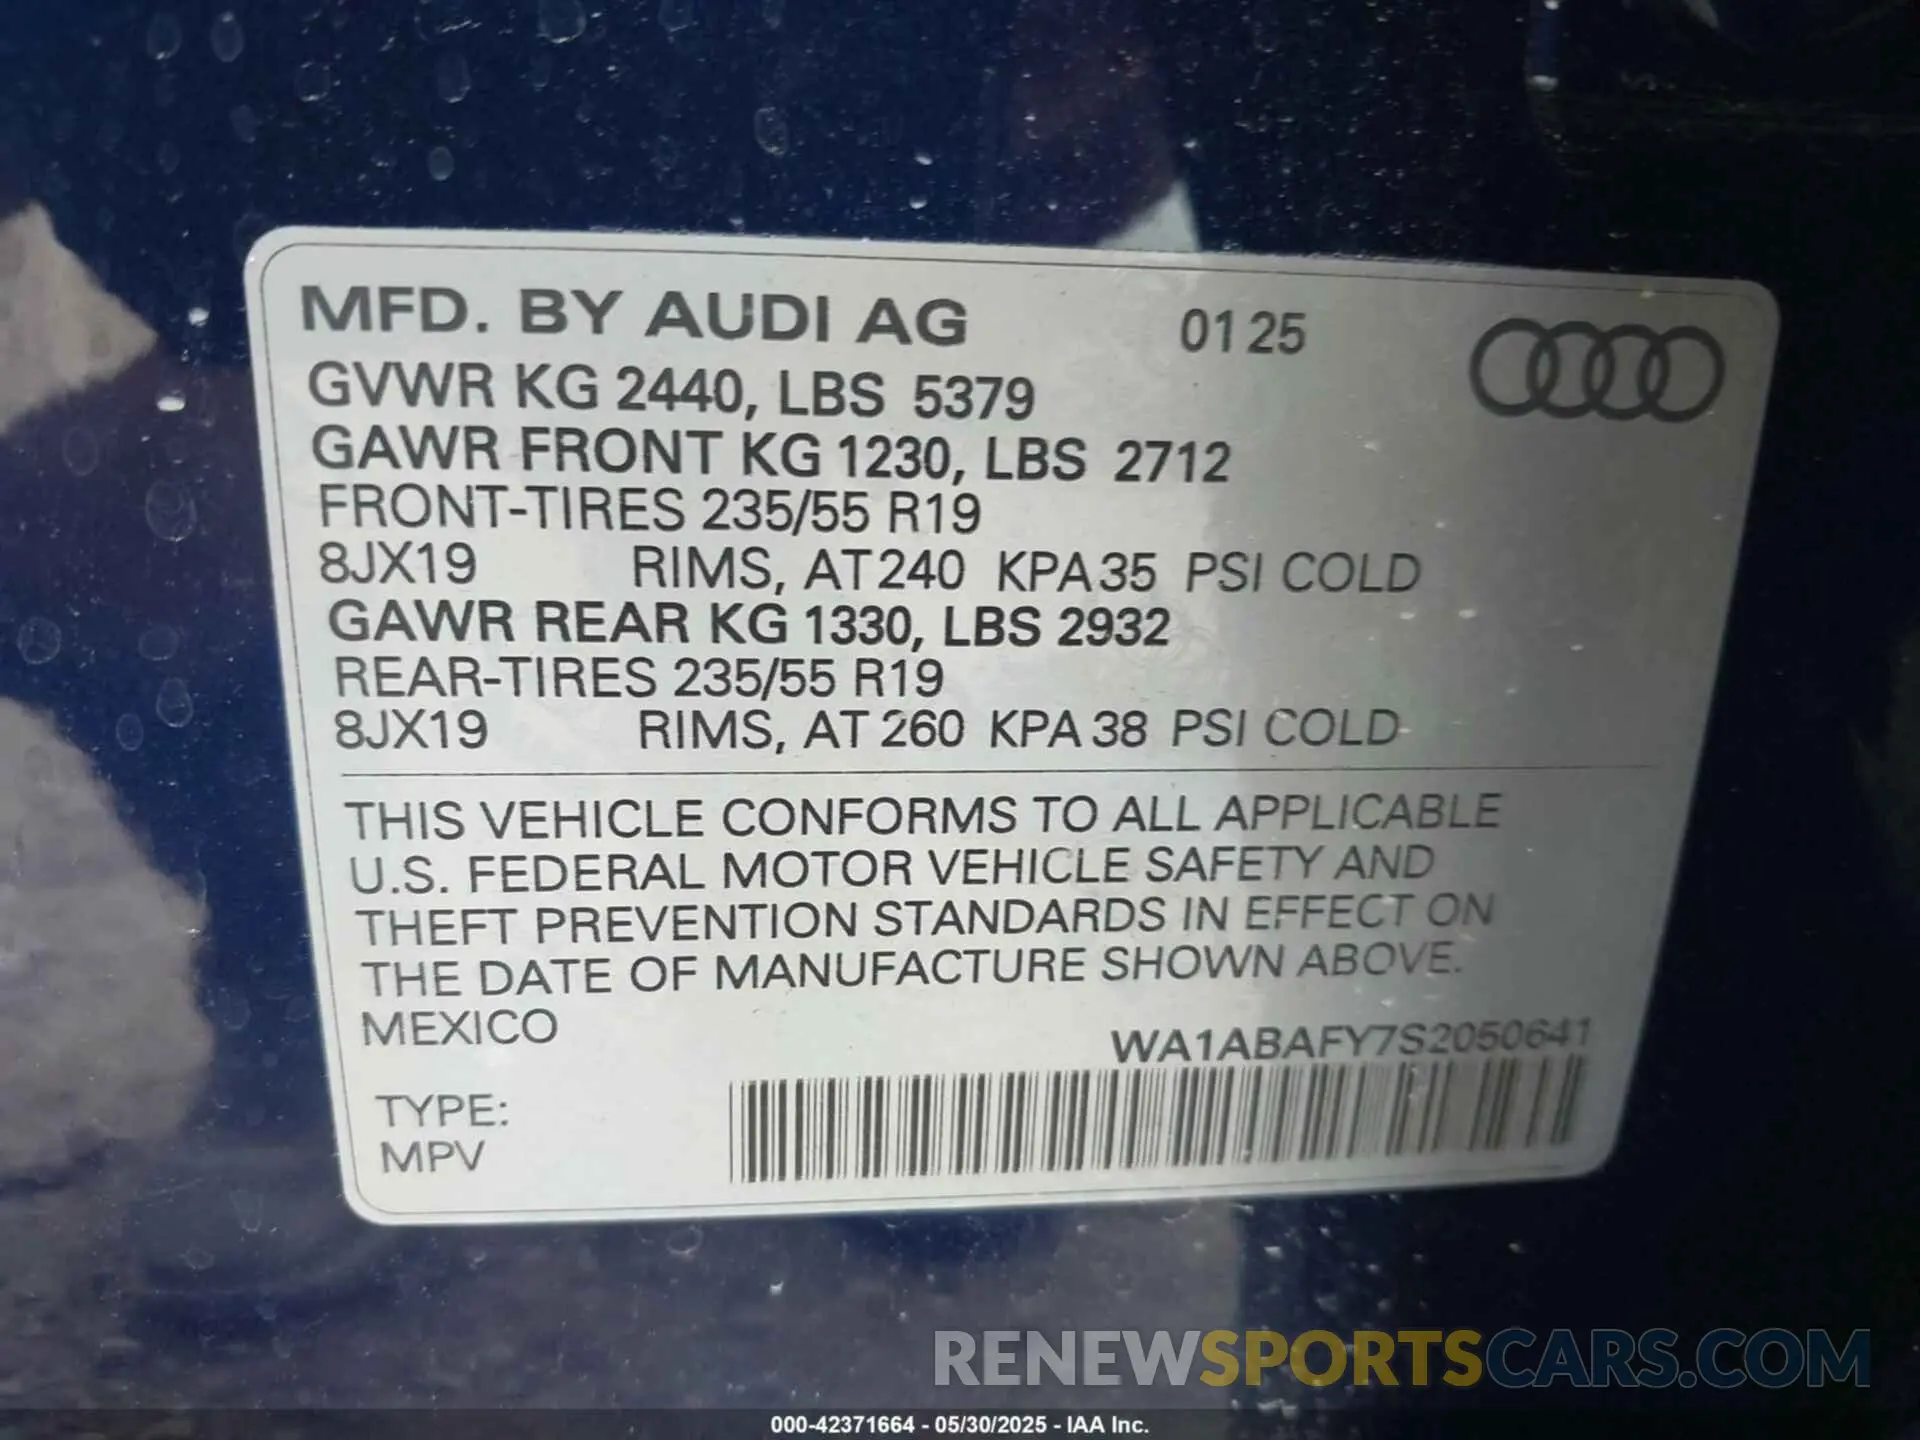 MFD. BY AUDI AG 01 25
GVWR KG 2440, LBS 5379
GAWR FRONT KG 1230, LBS 2712
FRONT-TIRES 235/55 R19
8JX19 RIMS, AT 240 KPA 35 PSI COLD
GAWR REAR KG 1330, LBS 2932
REAR-TIRES 235/55 R19
8JX19 RIMS, AT 260 KPA 38 PSI COLD
THIS VEHICLE CONFORMS TO ALL APPLICABLE
U.S. FEDERAL MOTOR VEHICLE SAFETY AND
THEFT PREVENTION STANDARDS IN EFFECT ON
THE DATE OF MANUFACTURE SHOWN ABOVE.
MEXICO
WA1ABAFY7S2050641
TYPE:
MPV
RENEWSPORTSCARS.COM
000-42371664 - 05/30/2025 - IAA Inc.